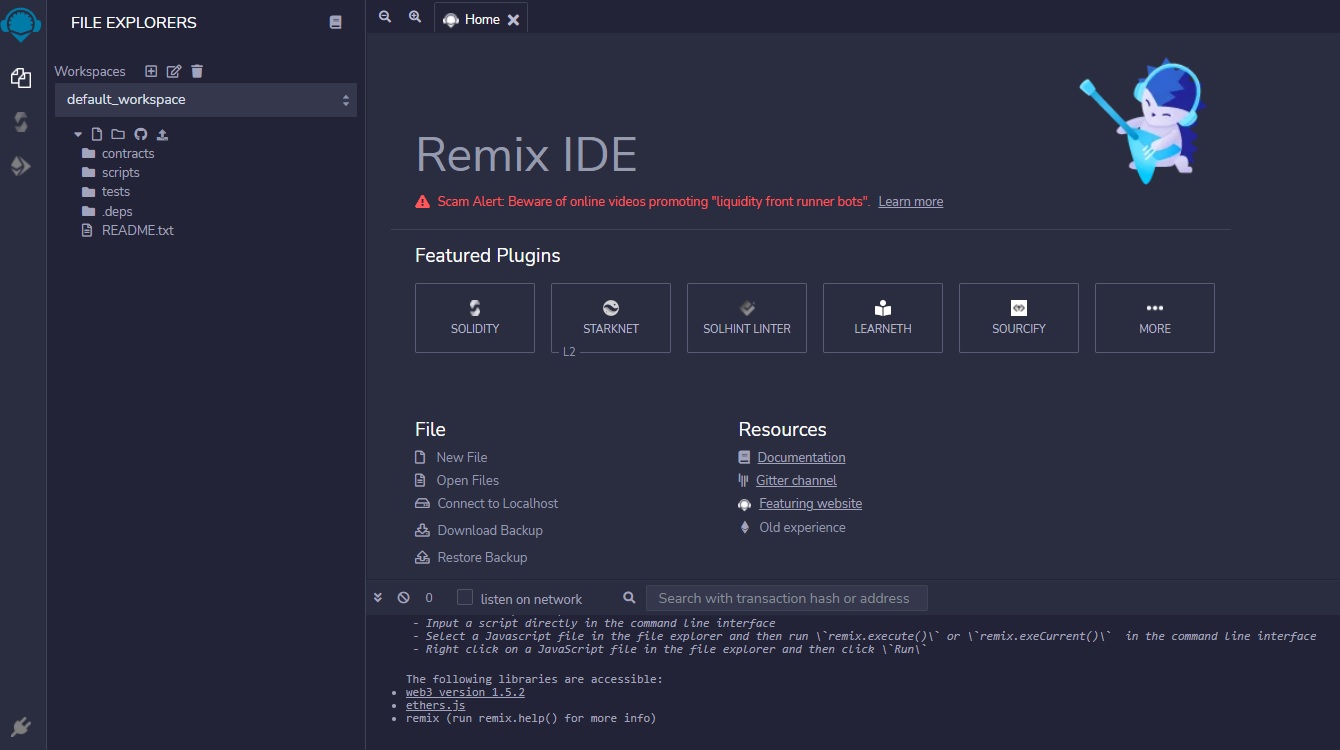 FILE EXPLORERS
Workspaces
default_workspace
contracts
scripts
tests
.deps
README.txt
Home
Remix IDE
Scam Alert: Beware of online videos promoting "liquidity front runner bots". Learn more
Featured Plugins
SOLIDITY
STARKNET
L2
SOLHINT LINTER
LEARNETH
SOURCIFY
MORE
File
New File
Open Files
Connect to Localhost
Download Backup
Restore Backup
Resources
Documentation
Gitter channel
Featuring website
Old experience
0 listen on network Search with transaction hash or address
- Input a script directly in the command line interface
- Select a Javascript file in the file explorer and then run \`remix.execute()\` or \`remix.exeCurrent()\` in the command line interface
- Right click on a JavaScript file in the file explorer and then click \`Run\`
The following libraries are accessible:
• web3 version 1.5.2
• ethers.js
• remix (run remix.help() for more info)